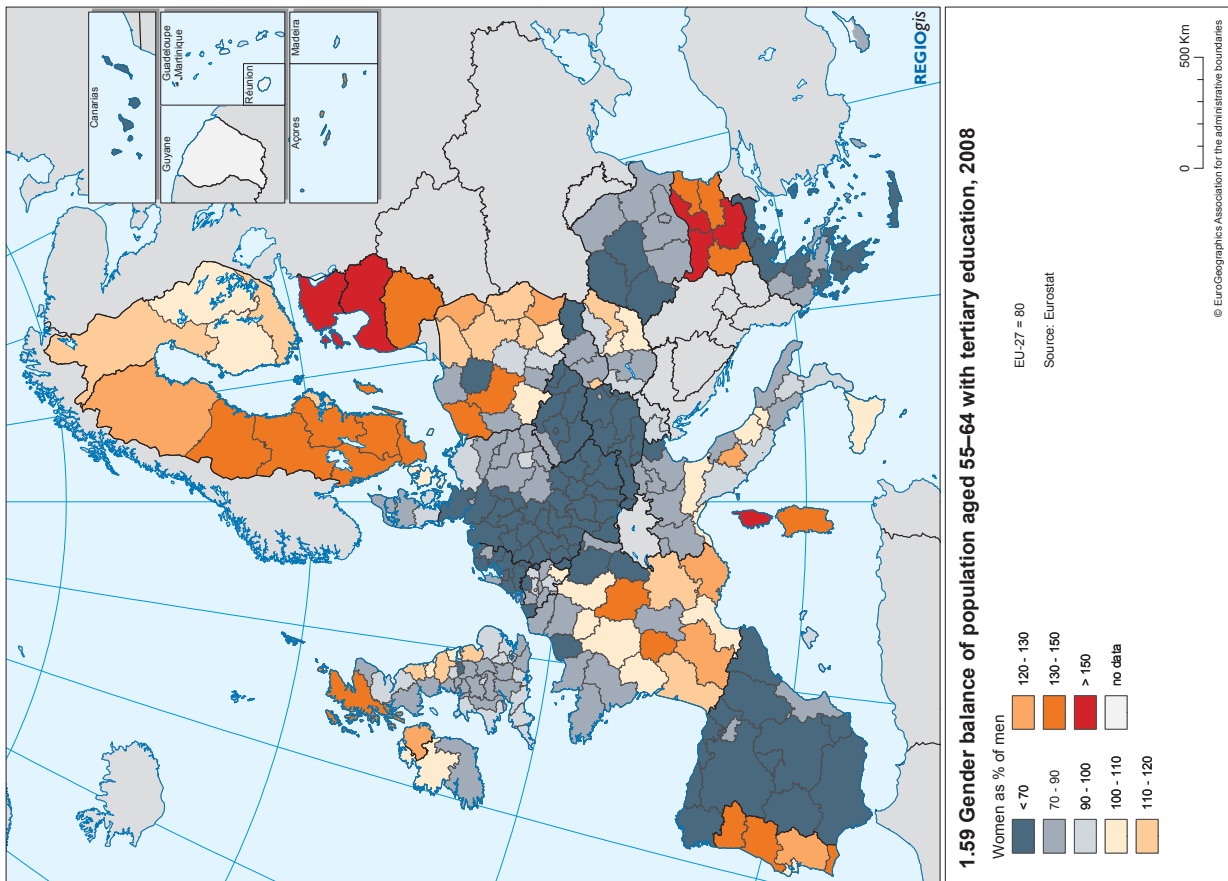 Canarias
Guyane
Guadeloupe
Martinique
Réunion
Açores
Madeira
REGIOgis
1.59 Gender balance of population aged 55–64 with tertiary education, 2008
Women as % of men
< 70
70 - 90
90 - 100
100 - 110
110 - 120
120 - 130
130 - 150
> 150
no data
EU-27 = 80
Source: Eurostat
0 500 Km
© EuroGeographics Association for the administrative boundaries